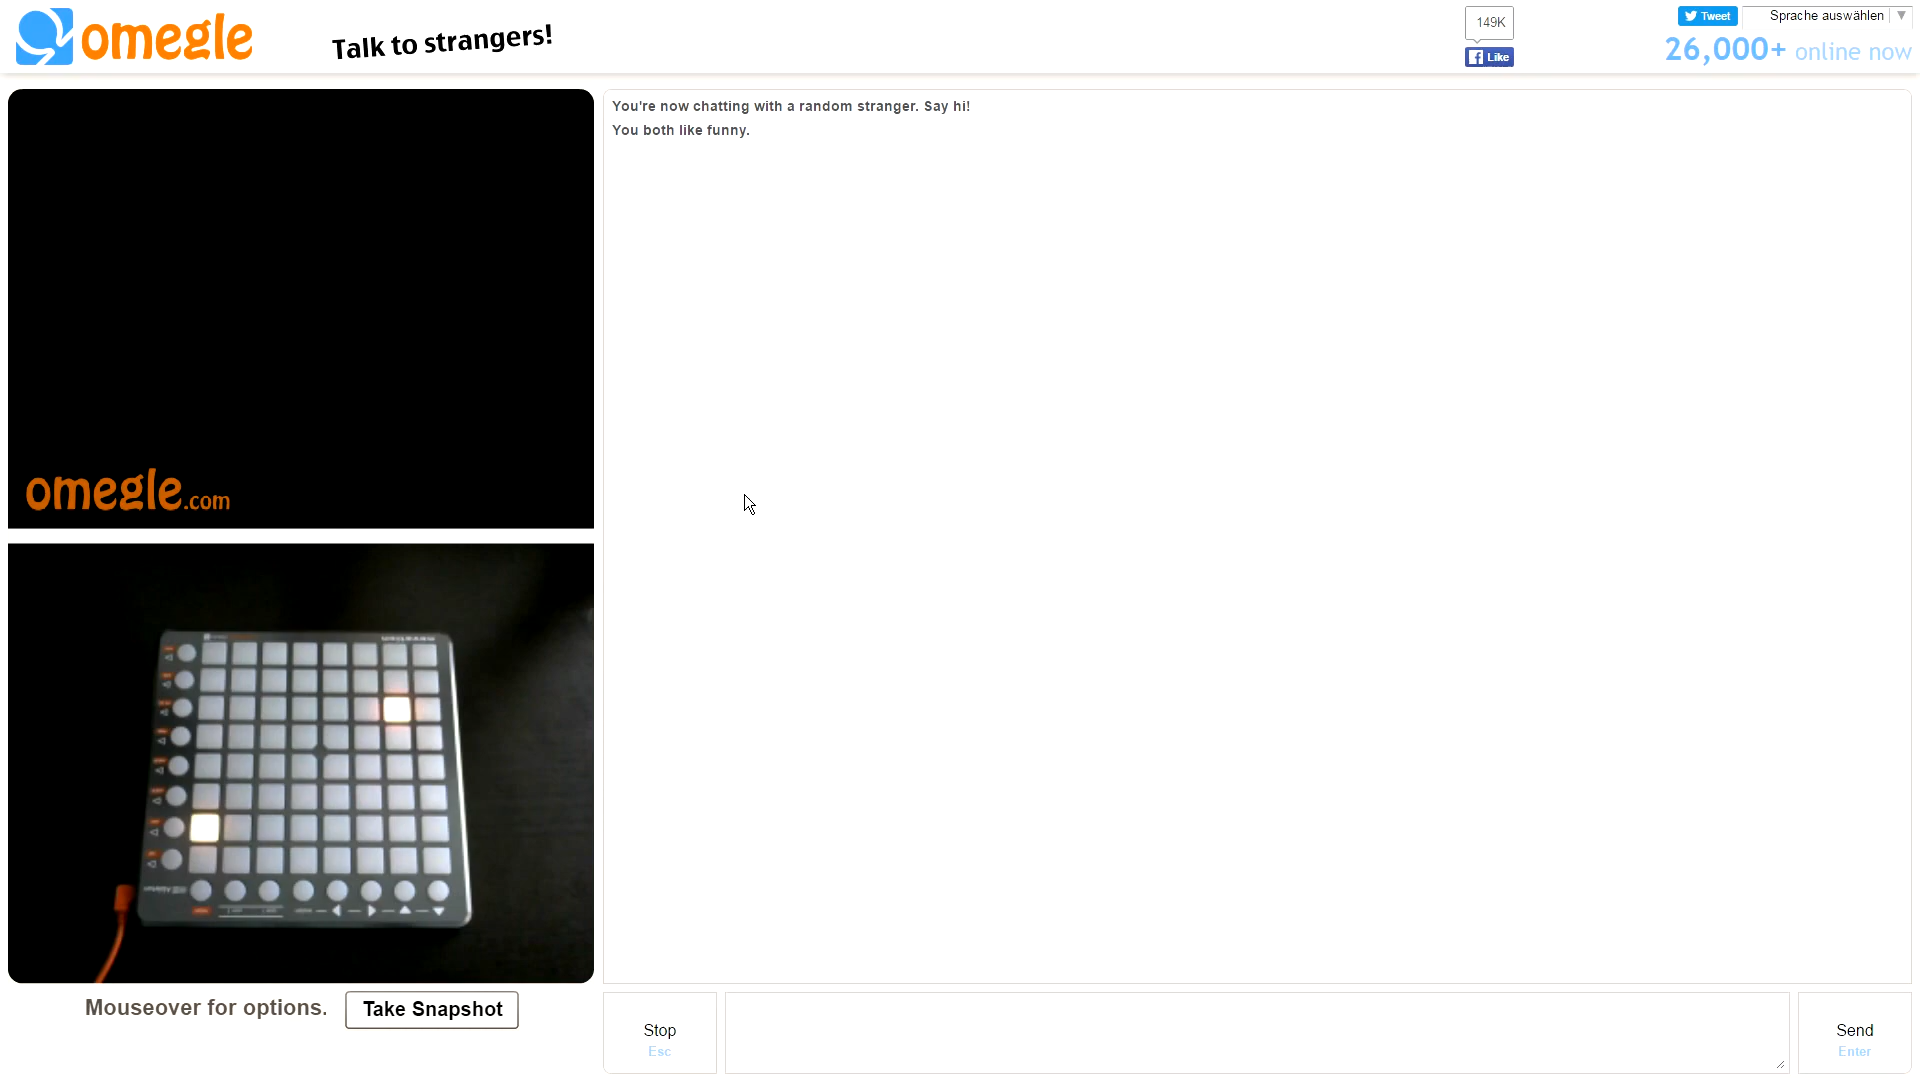 omegle
Talk to strangers!
149K
Like
Tweet
Sprache auswählen
26,000+ online now
omegle.com
You're now chatting with a random stranger. Say hi!
You both like funny.
Mouseover for options.
Take Snapshot
Stop
Esc
Send
Enter